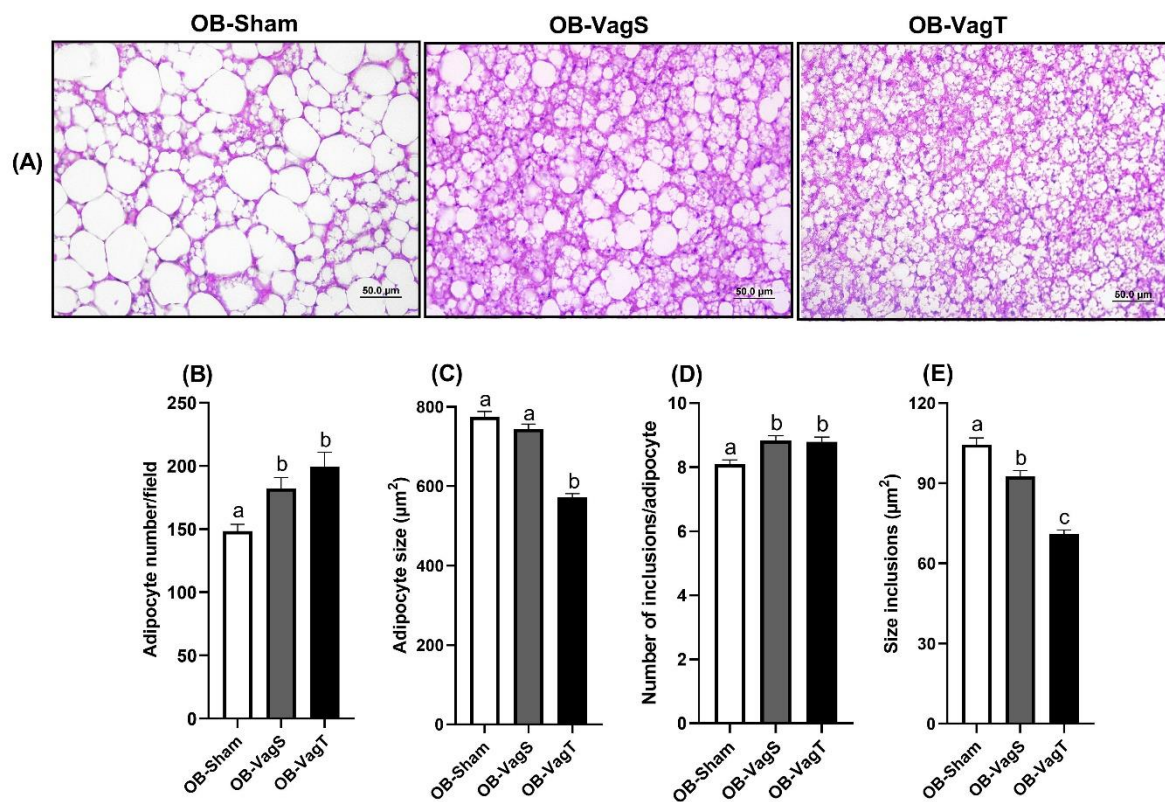 OB-Sham OB-VagS OB-VagT
(A)
50.0 µm 50.0 µm 50.0 µm
(B) (C) (D) (E)
Adipocyte number/field
250
200
150
100
50
0
a b b
OB-Sham OB-VagS OB-VagT
Adipocyte size (µm²)
800
600
400
200
0
a a b
OB-Sham OB-VagS OB-VagT
Number of inclusions/adipocyte
10
8
6
4
2
0
a b b
OB-Sham OB-VagS OB-VagT
Size inclusions (µm²)
120
90
60
30
0
a b c
OB-Sham OB-VagS OB-VagT